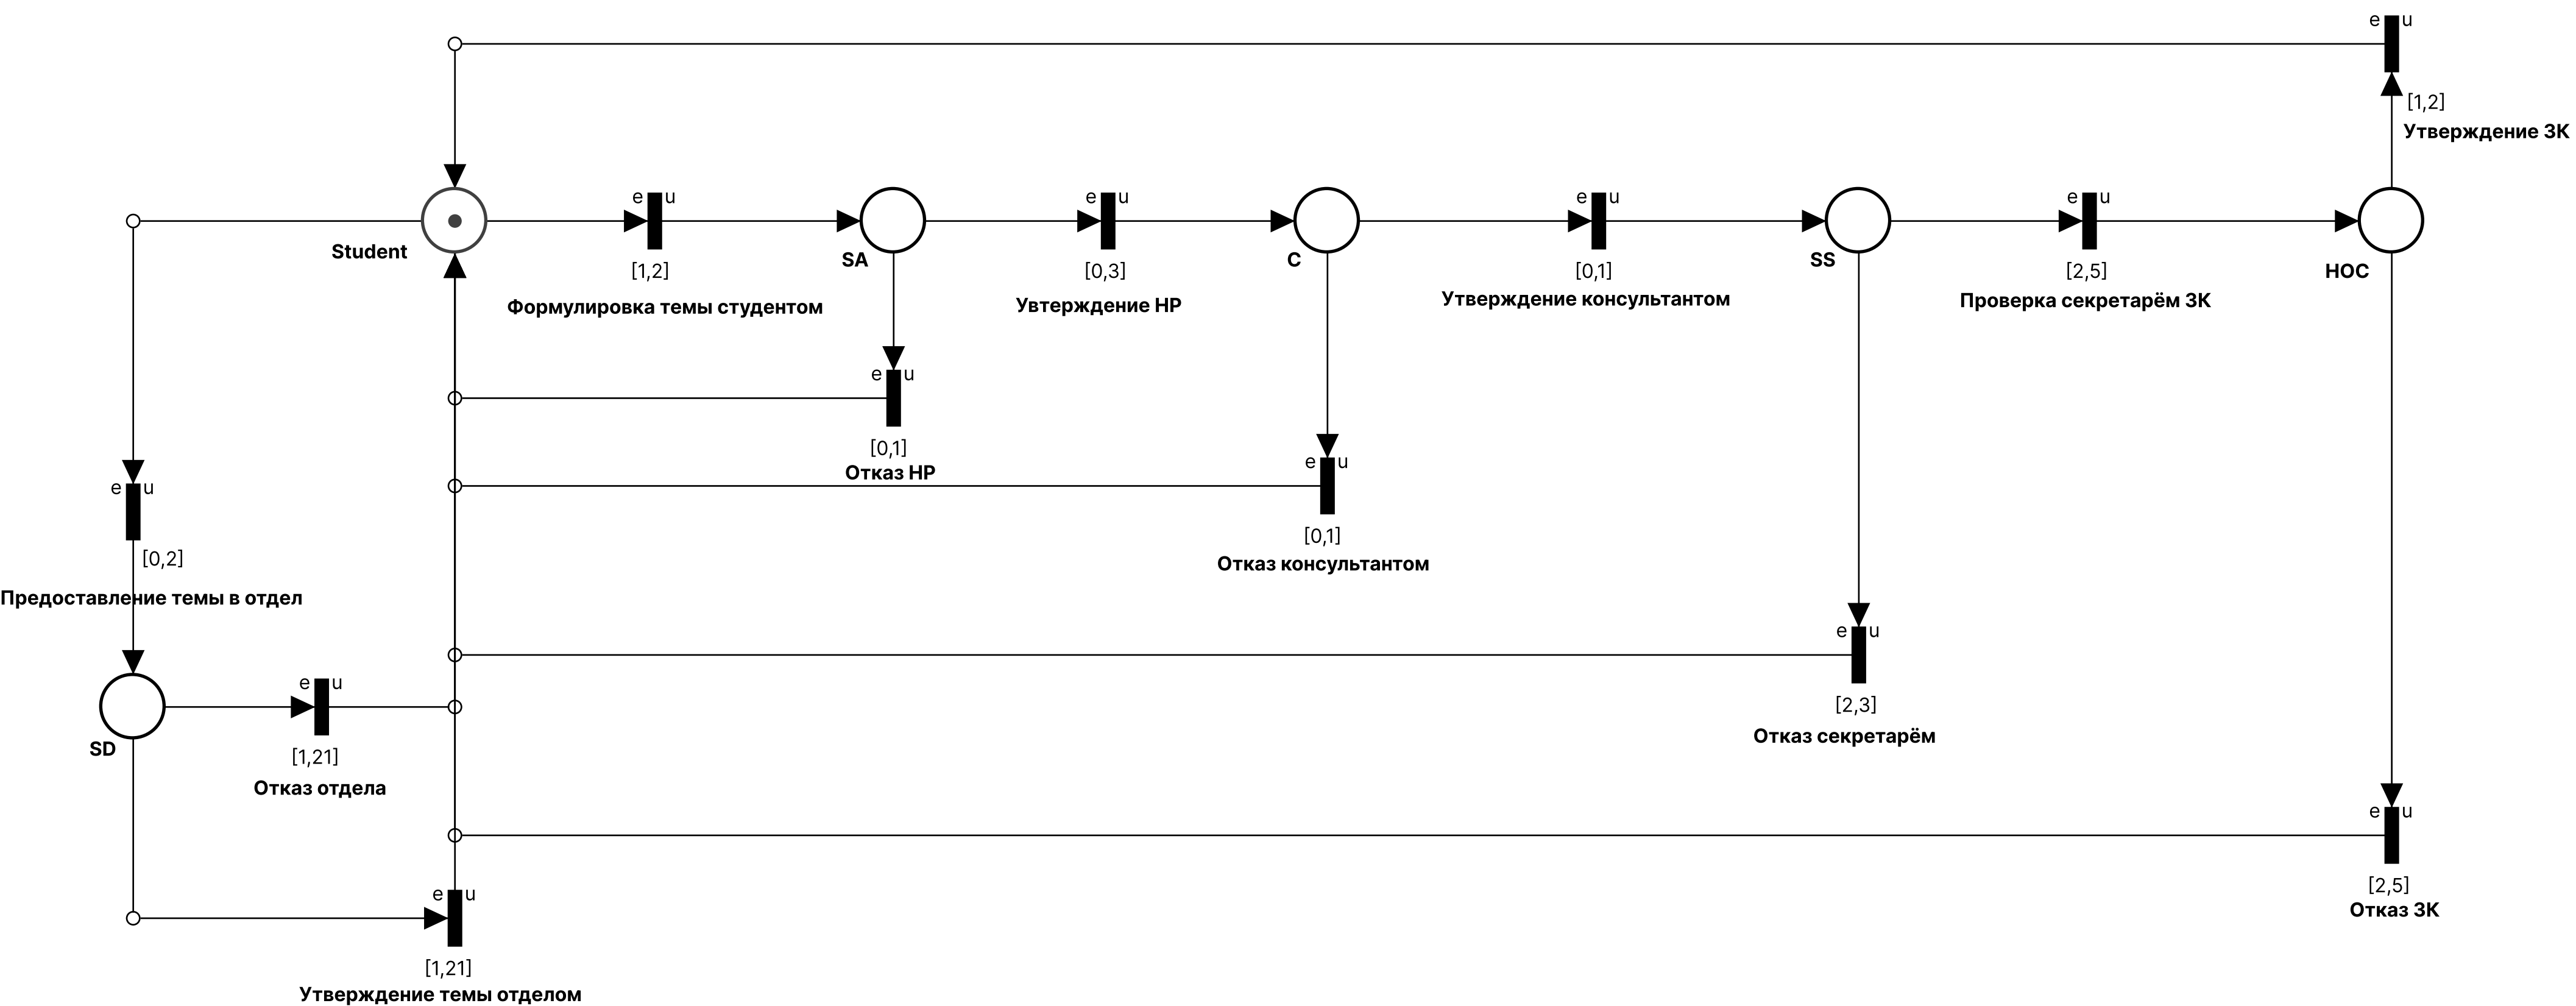 e u
[1,2]
Утверждение ЗК
e u
e u
e u
e u
Student
SA
C
SS
HOC
[1,2]
[0,3]
[0,1]
[2,5]
Формулировка темы студентом
Увтерждение НР
Утверждение консультантом
Проверка секретарём ЗК
e u
[0,1]
Отказ НР
e u
[0,1]
Отказ консультантом
e u
[0,2]
Предоставление темы в отдел
e u
[2,3]
Отказ секретарём
SD
e u
[1,21]
Отказ отдела
e u
[2,5]
Отказ ЗК
e u
[1,21]
Утверждение темы отделом